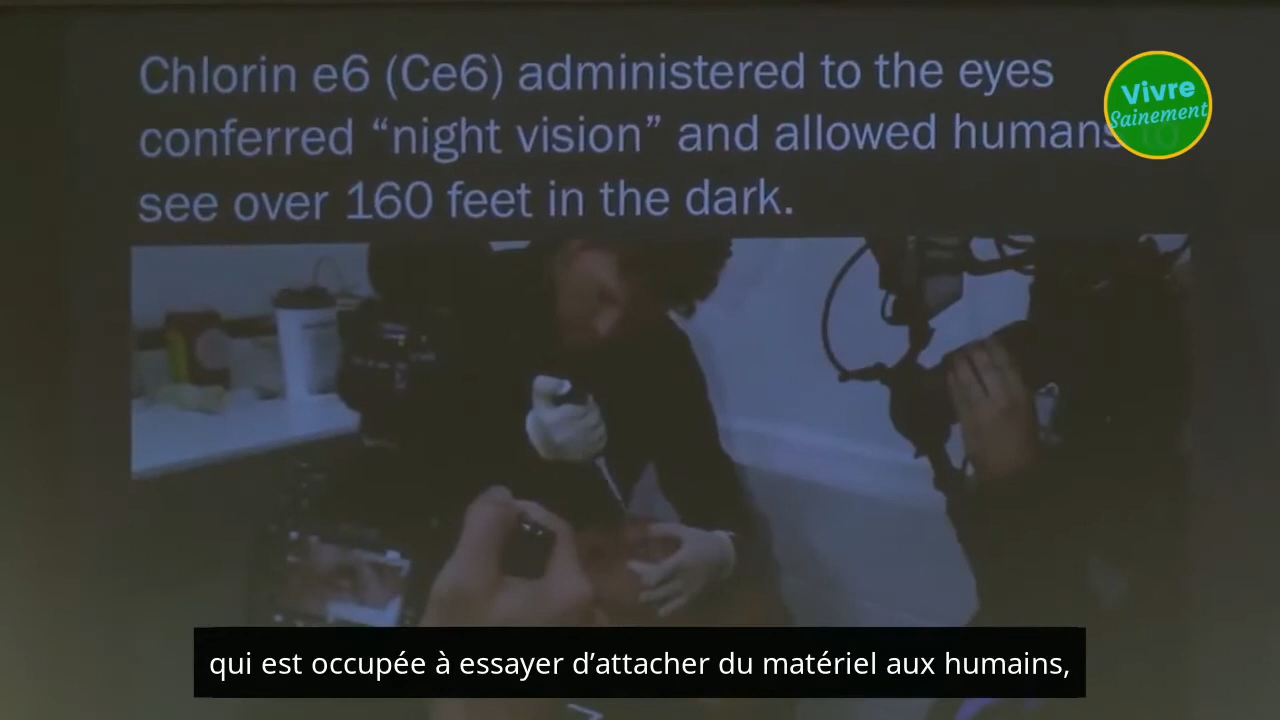 Chlorin e6 (Ce6) administered to the eyes
conferred “night vision” and allowed humans to
see over 160 feet in the dark.
Vivre
Sainement
qui est occupée à essayer d’attacher du matériel aux humains,